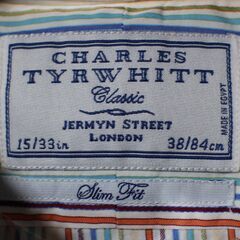 CHARLES
TYRWHITT
Classic
JERMYN STREET
LONDON
15/33in 38/84cm
MADE IN EGYPT
Slim Fit